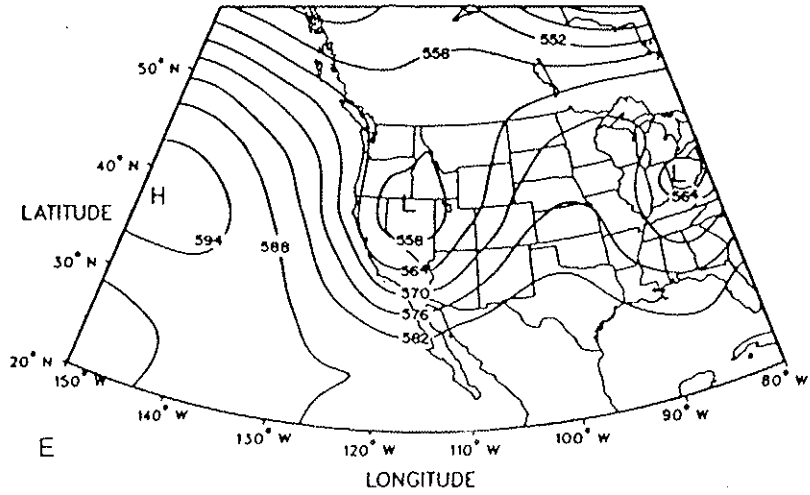 558
552
50° N
40° N
H
L
L
564
LATITUDE
594
588
558
30° N
564
570
576
582
20° N
150° W
140° W
130° W
120° W
110° W
100° W
90° W
80° W
E
LONGITUDE